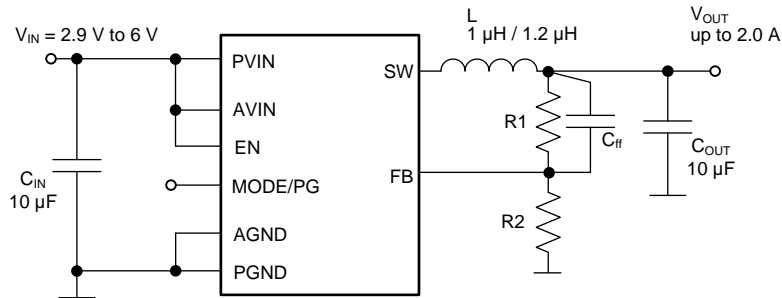 L
1 µH / 1.2 µH
V_OUT
up to 2.0 A
V_IN = 2.9 V to 6 V
PVIN
SW
AVIN
R1
EN
C_ff
C_OUT
10 µF
C_IN
10 µF
MODE/PG
FB
AGND
R2
PGND